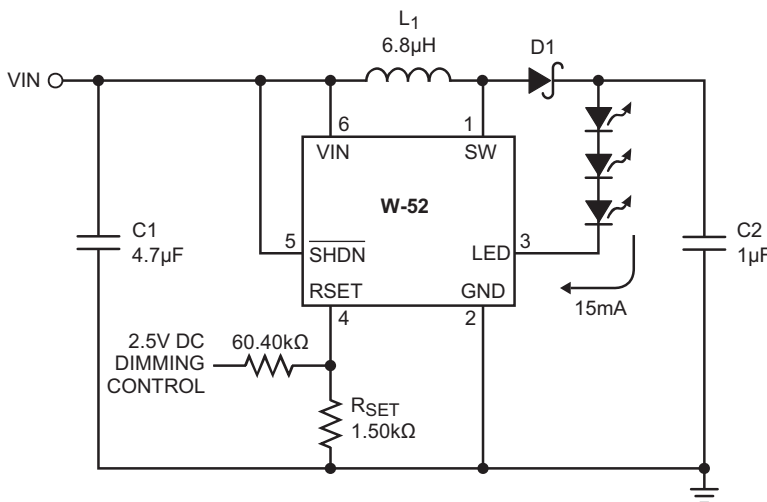 L1
6.8µH
D1
VIN
6
1
VIN
SW
W-52
C1
4.7µF
5
SHDN
LED
3
C2
1µF
RSET
GND
4
2
15mA
2.5V DC
DIMMING
CONTROL
60.40kΩ
RSET
1.50kΩ